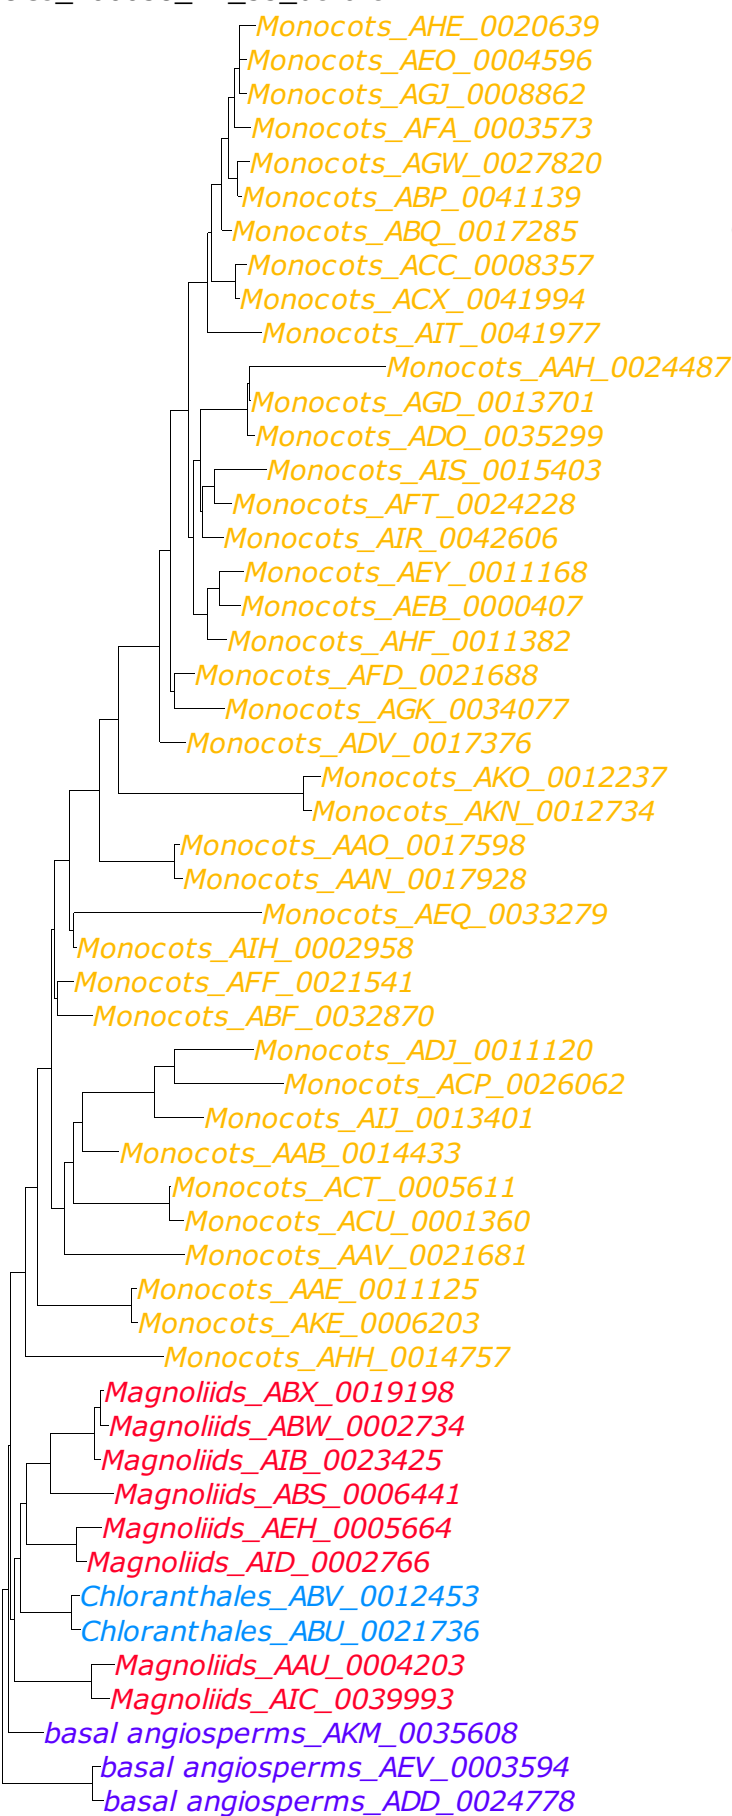 Monocots_AHE_0020639
Monocots_AEO_0004596
Monocots_AGJ_0008862
Monocots_AFA_0003573
Monocots_AGW_0027820
Monocots_ABP_0041139
Monocots_ABQ_0017285
Monocots_ACC_0008357
Monocots_ACX_0041994
Monocots_AIT_0041977
Monocots_AAH_0024487
Monocots_AGD_0013701
Monocots_ADO_0035299
Monocots_AIS_0015403
Monocots_AFT_0024228
Monocots_AIR_0042606
Monocots_AEY_0011168
Monocots_AEB_0000407
Monocots_AHF_0011382
Monocots_AFD_0021688
Monocots_AGK_0034077
Monocots_ADV_0017376
Monocots_AKO_0012237
Monocots_AKN_0012734
Monocots_AAO_0017598
Monocots_AAN_0017928
Monocots_AEQ_0033279
Monocots_AIH_0002958
Monocots_AFF_0021541
Monocots_ABF_0032870
Monocots_ADJ_0011120
Monocots_ACP_0026062
Monocots_AIJ_0013401
Monocots_AAB_0014433
Monocots_ACT_0005611
Monocots_ACU_0001360
Monocots_AAV_0021681
Monocots_AAE_0011125
Monocots_AKE_0006203
Monocots_AHH_0014757
Magnoliids_ABX_0019198
Magnoliids_ABW_0002734
Magnoliids_AIB_0023425
Magnoliids_ABS_0006441
Magnoliids_AEH_0005664
Magnoliids_AID_0002766
Chloranthales_ABV_0012453
Chloranthales_ABU_0021736
Magnoliids_AAU_0004203
Magnoliids_AIC_0039993
basal angiosperms_AKM_0035608
basal angiosperms_AEV_0003594
basal angiosperms_ADD_0024778